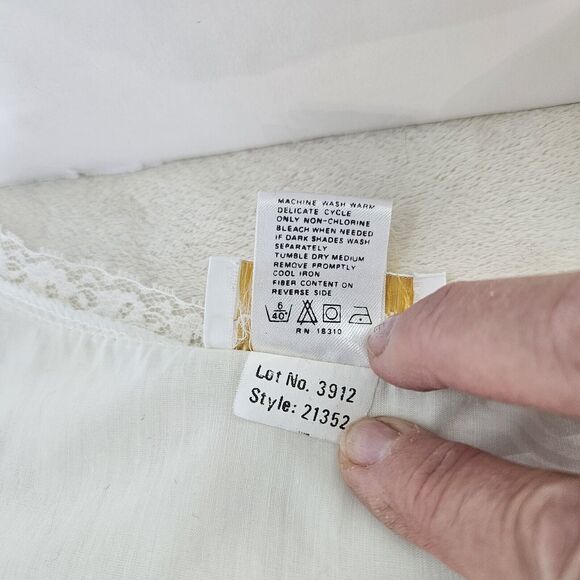 MACHINE WASH WARM
DELICATE CYCLE
ONLY NON-CHLORINE
BLEACH WHEN NEEDED
IF DARK SHADES WASH
SEPARATELY
TUMBLE DRY MEDIUM
REMOVE PROMPTLY
COOL IRON
FIBER CONTENT ON
REVERSE SIDE
6
40°
RN 18310
Lot No. 3912
Style: 21352